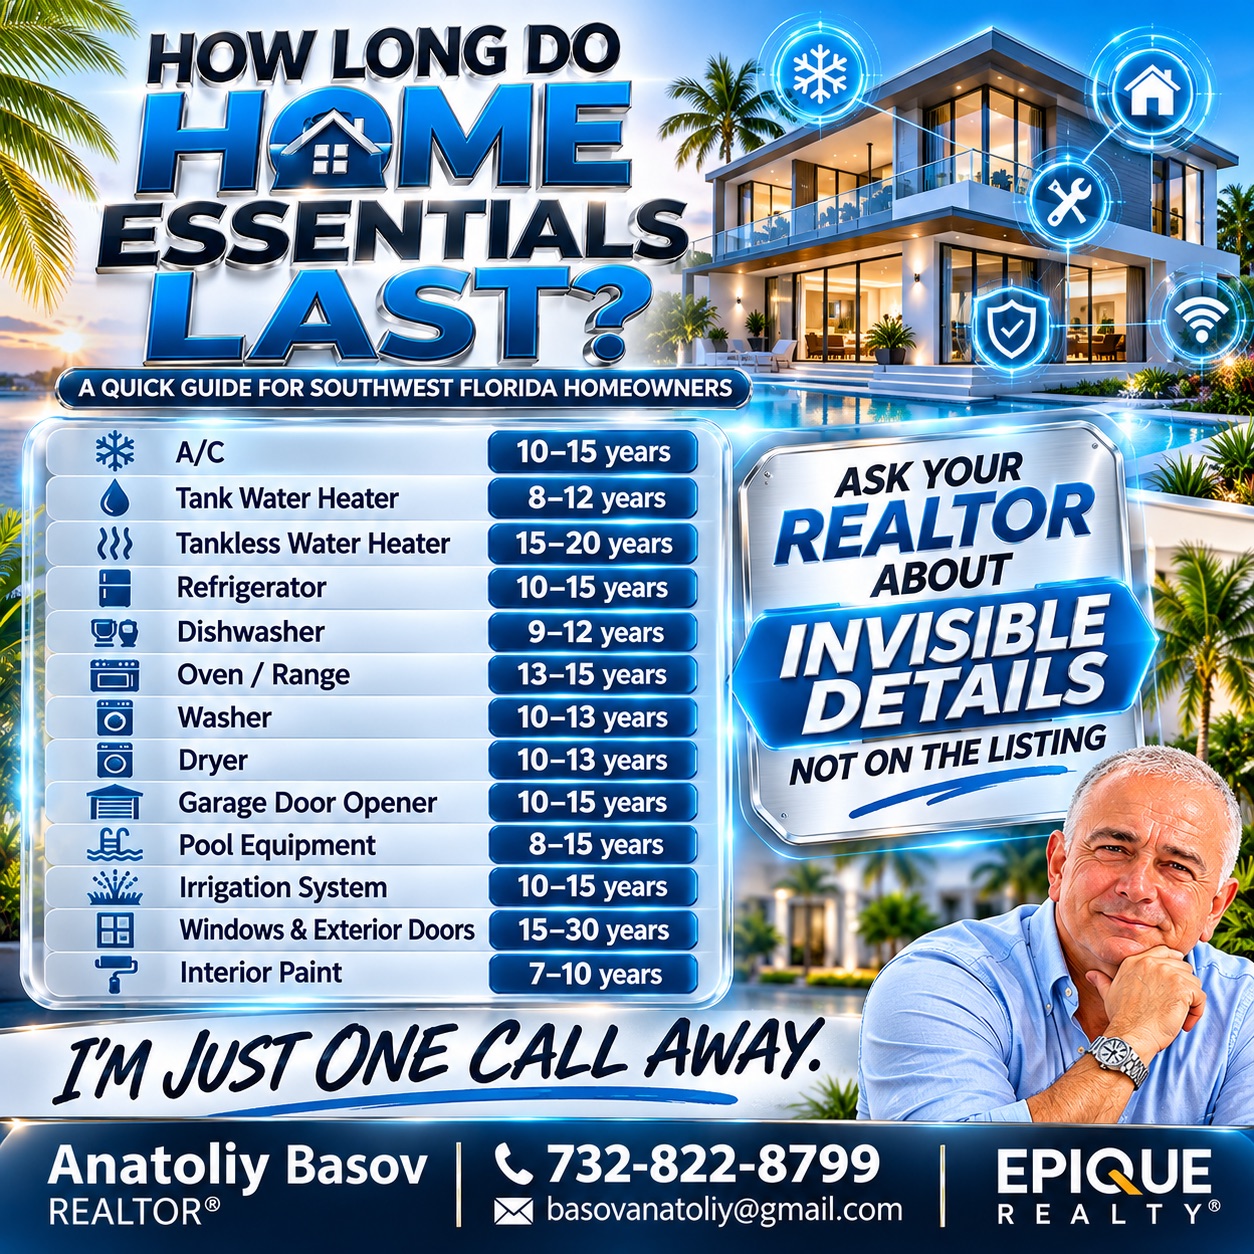 HOW LONG DO
HOME
ESSENTIALS
LAST?
A QUICK GUIDE FOR SOUTHWEST FLORIDA HOMEOWNERS
A/C 10–15 years
Tank Water Heater 8–12 years
Tankless Water Heater 15–20 years
Refrigerator 10–15 years
Dishwasher 9–12 years
Oven / Range 13–15 years
Washer 10–13 years
Dryer 10–13 years
Garage Door Opener 10–15 years
Pool Equipment 8–15 years
Irrigation System 10–15 years
Windows & Exterior Doors 15–30 years
Interior Paint 7–10 years
ASK YOUR
REALTOR
ABOUT
INVISIBLE
DETAILS
NOT ON THE LISTING
I'M JUST ONE CALL AWAY.
Anatoliy Basov
REALTOR®
732-822-8799
basovanatoliy@gmail.com
EPIQUE
REALTY®